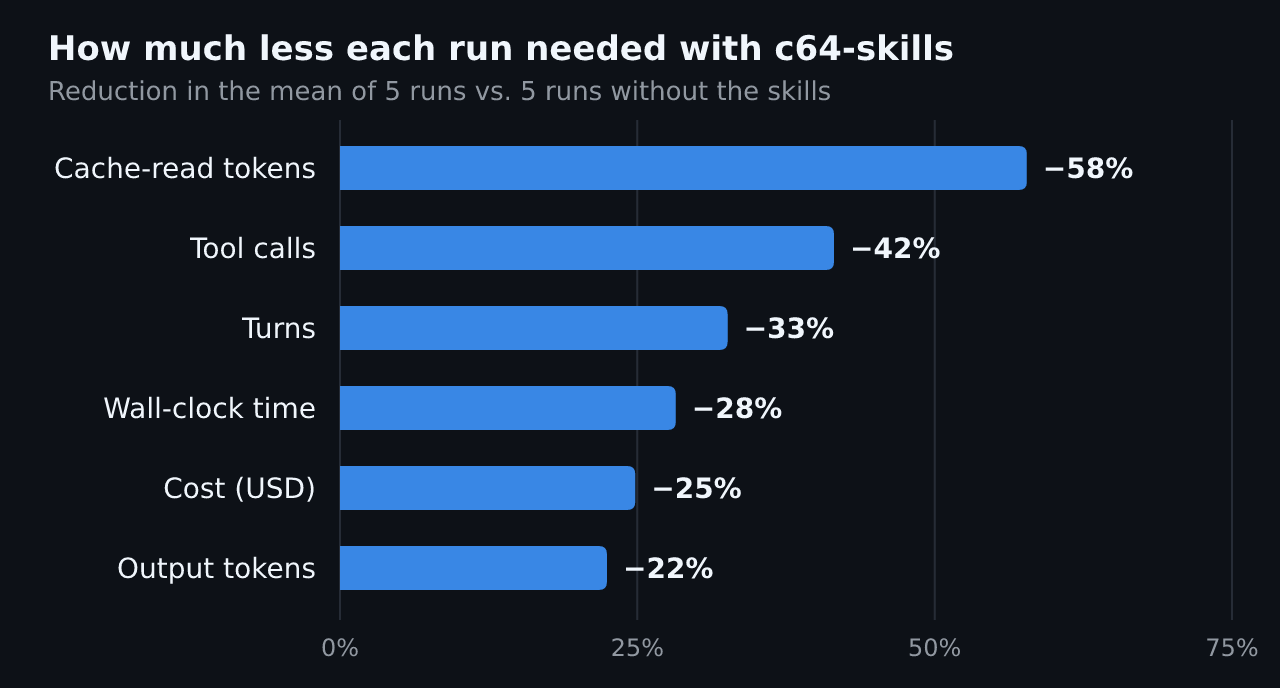 How much less each run needed with c64-skills
Reduction in the mean of 5 runs vs. 5 runs without the skills
Cache-read tokens −58%
Tool calls −42%
Turns −33%
Wall-clock time −28%
Cost (USD) −25%
Output tokens −22%
0% 25% 50% 75%